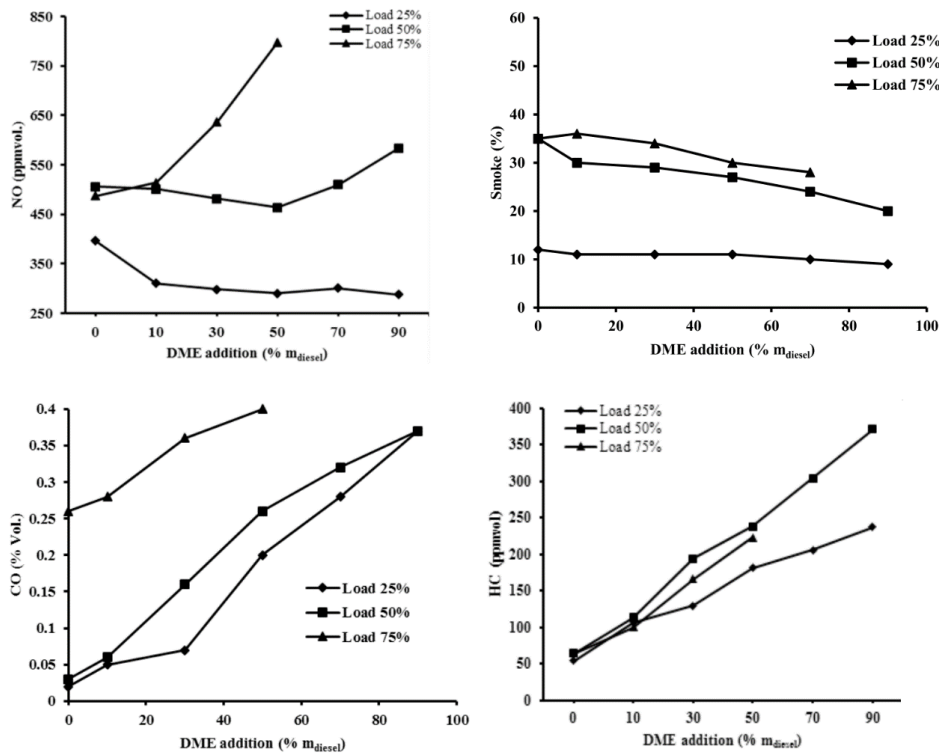 850
750
650
550
450
350
250
NO (ppmvol.)
Load 25%
Load 50%
Load 75%
0 10 30 50 70 90
DME addition (% m_diesel)
60
50
40
30
20
10
0
Smoke (%)
Load 25%
Load 50%
Load 75%
0 20 40 60 80 100
DME addition (% m_diesel)
0.4
0.35
0.3
0.25
0.2
0.15
0.1
0.05
0
CO (% Vol.)
Load 25%
Load 50%
Load 75%
0 20 40 60 80 100
DME addition (% m_diesel)
400
350
300
250
200
150
100
50
0
HC (ppmvol)
Load 25%
Load 50%
Load 75%
0 10 30 50 70 90
DME addition (% m_diesel)